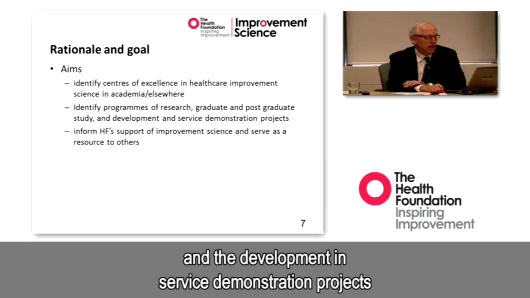 The
Health
Foundation
Inspiring
Improvement
Improvement
Science
Rationale and goal
• Aims
– identify centres of excellence in healthcare improvement
science in academia/elsewhere
– Identify programmes of research, graduate and post graduate
study, and development and service demonstration projects
– inform HF's support of improvement science and serve as a
resource to others
7
The
Health
Foundation
Inspiring
Improvement
and the development in
service demonstration projects